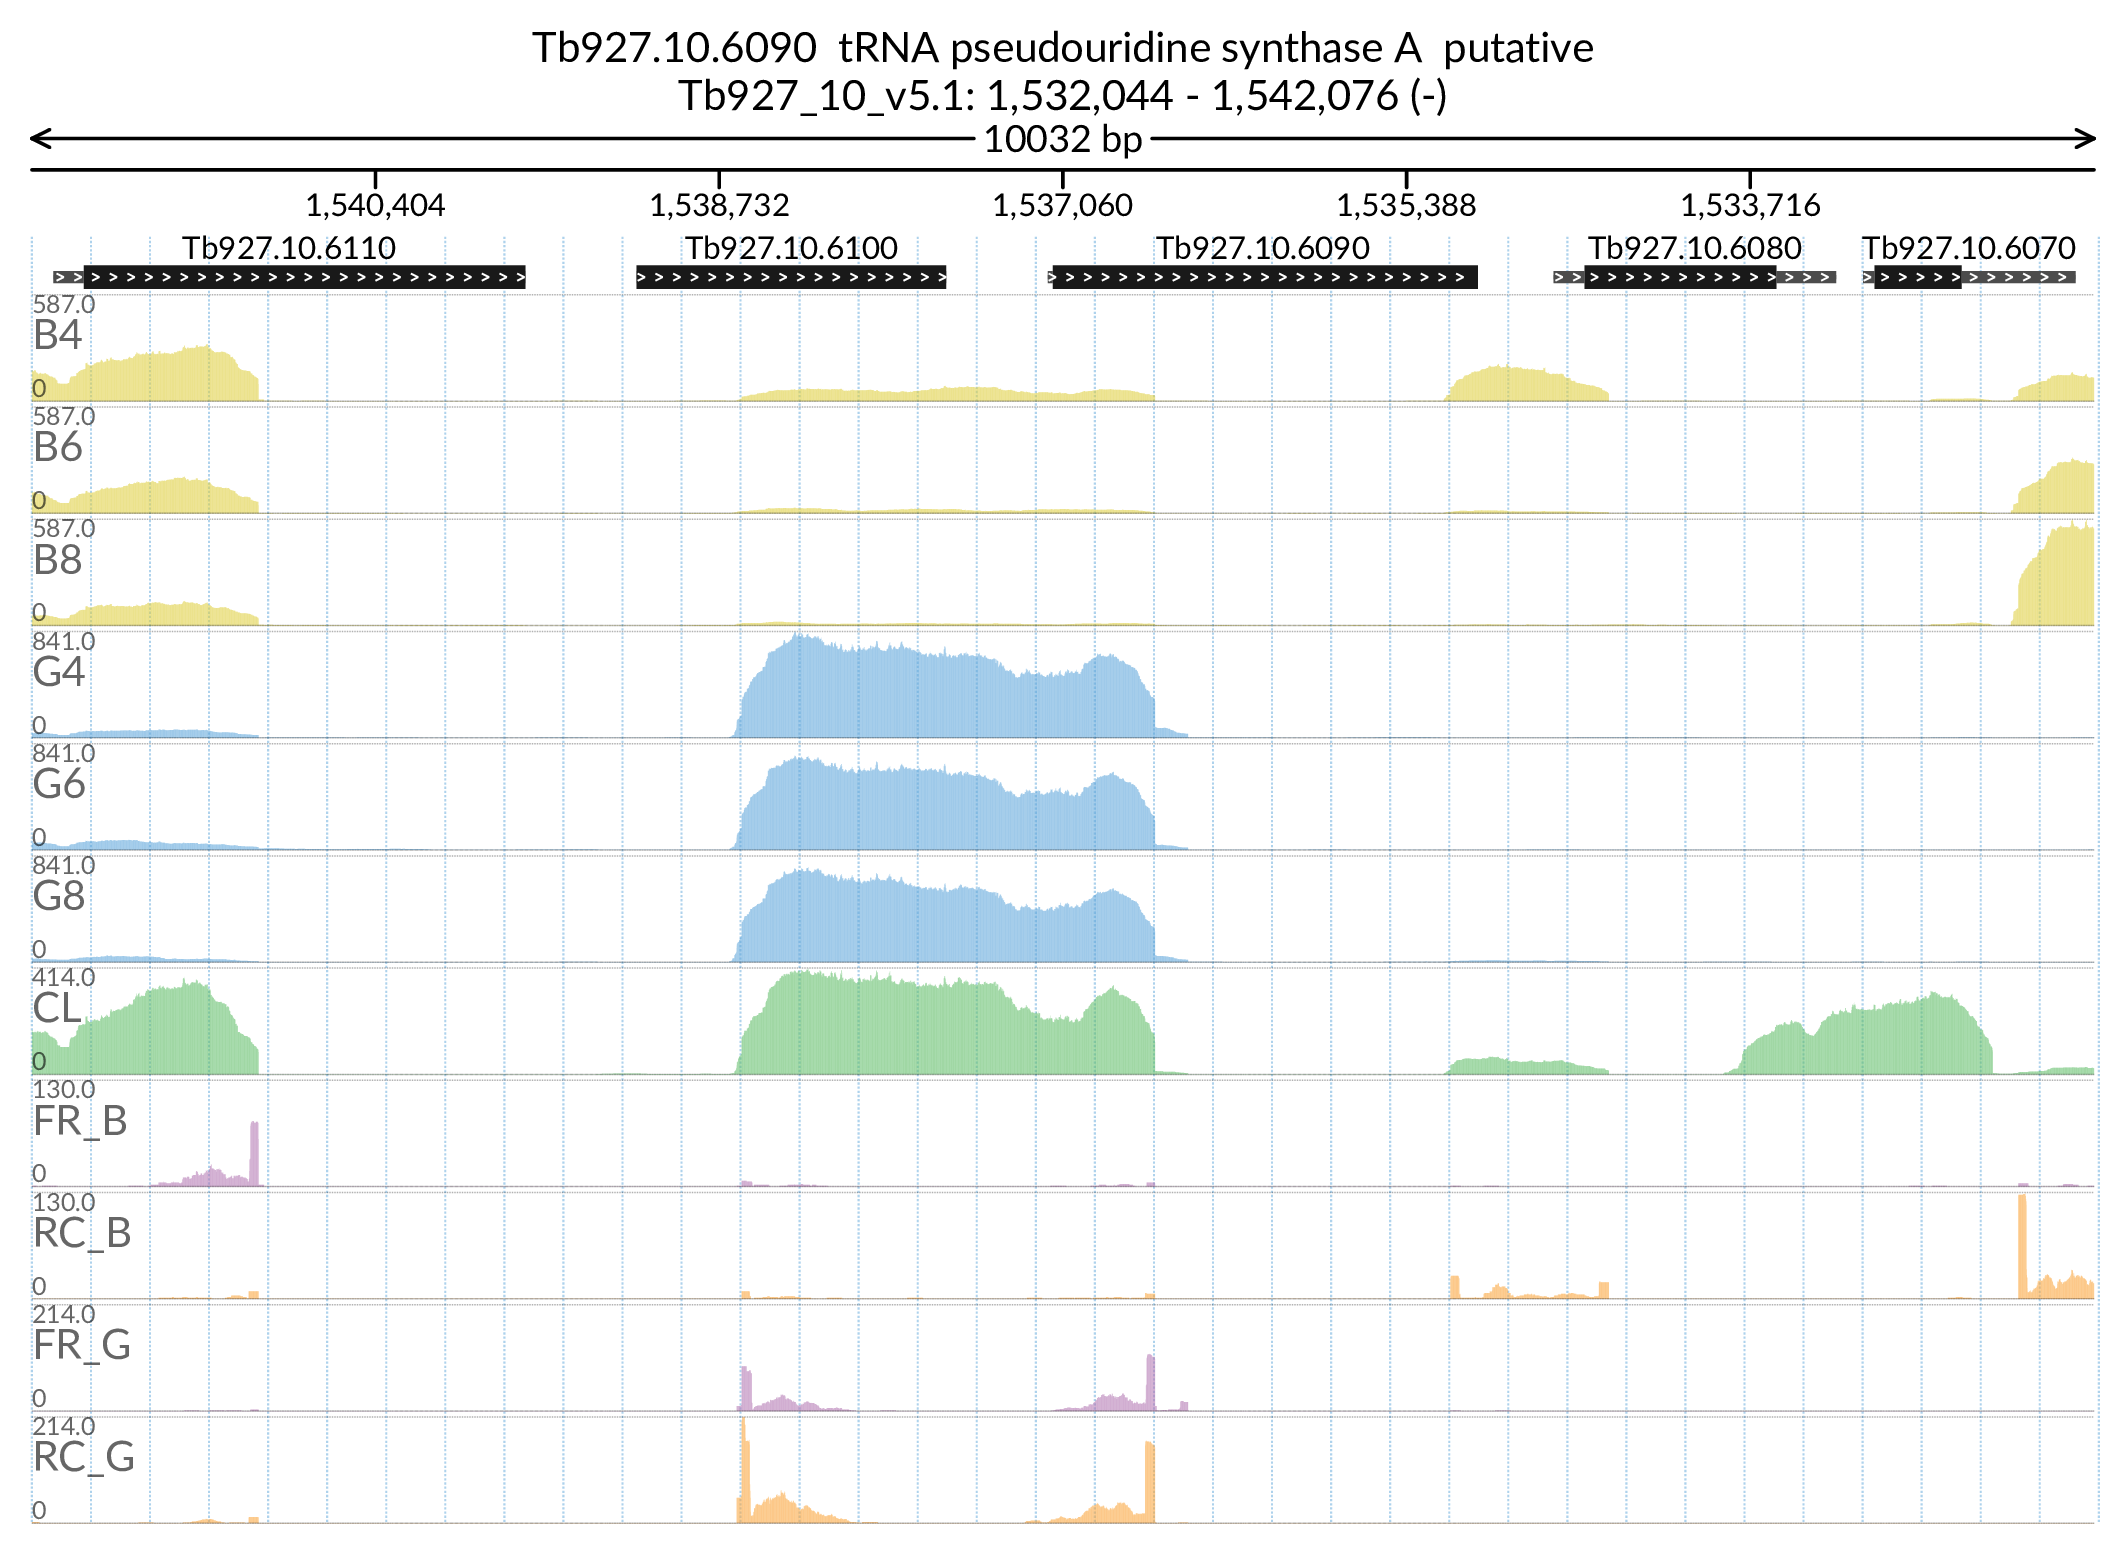 Tb927.10.6090 tRNA pseudouridine synthase A putative
Tb927_10_v5.1: 1,532,044 - 1,542,076 (-)
10032 bp
1,540,404 1,538,732 1,537,060 1,535,388 1,533,716
Tb927.10.6110 Tb927.10.6100 Tb927.10.6090 Tb927.10.6080 Tb927.10.6070
587.0
B4
0
587.0
B6
0
587.0
B8
0
841.0
G4
0
841.0
G6
0
841.0
G8
0
414.0
CL
0
130.0
FR_B
0
130.0
RC_B
0
214.0
FR_G
0
214.0
RC_G
0